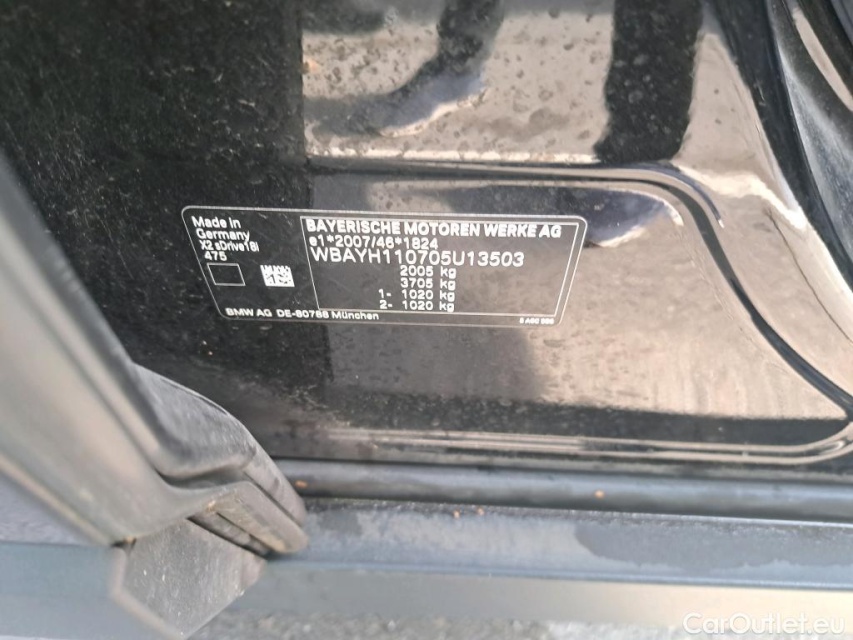 Made in
Germany
X2 sDrive18i
475
BAYERISCHE MOTOREN WERKE AG
e1*2007/46*1824
WBAYH110705U13503
2005 kg
3705 kg
1- 1020 kg
2- 1020 kg
BMW AG DE-80788 München
CarOutlet.eu